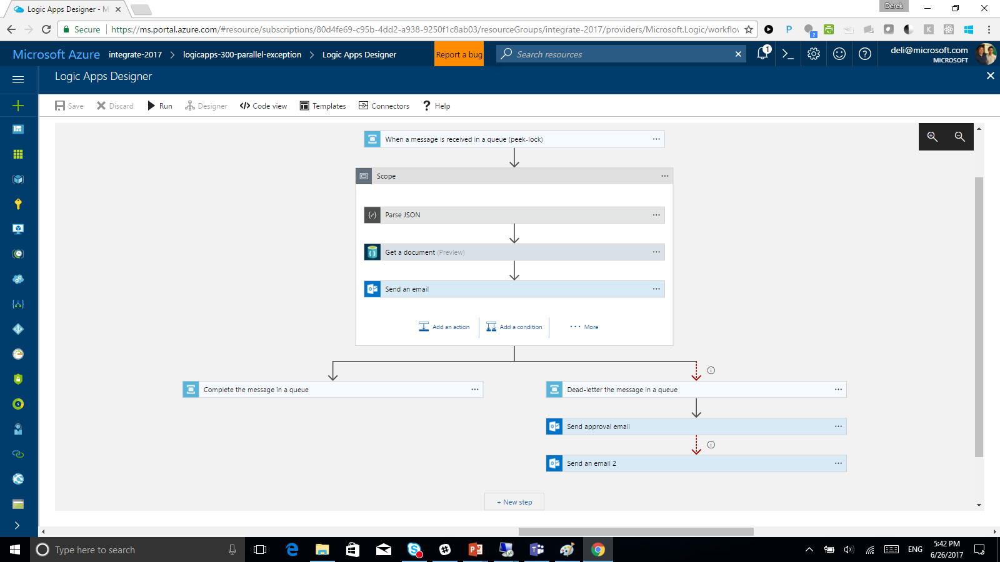 Logic Apps Designer - M
Derek
Secure
https://ms.portal.azure.com/#resource/subscriptions/80d4fe69-c95b-4dd2-a938-9250f1c8ab03/resourceGroups/integrate-2017/providers/Microsoft.Logic/workflow
Microsoft Azure integrate-2017 > logicapps-300-parallel-exception > Logic Apps Designer
Report a bug
Search resources
1
deli@microsoft.com
MICROSOFT
Logic Apps Designer
Save Discard Run Designer Code view Templates Connectors ? Help
When a message is received in a queue (peek-lock)
Scope
Parse JSON
Get a document (Preview)
Send an email
Add an action Add a condition ··· More
Complete the message in a queue
Dead-letter the message in a queue
Send approval email
Send an email 2
+ New step
Type here to search
ENG
5:42 PM
6/26/2017